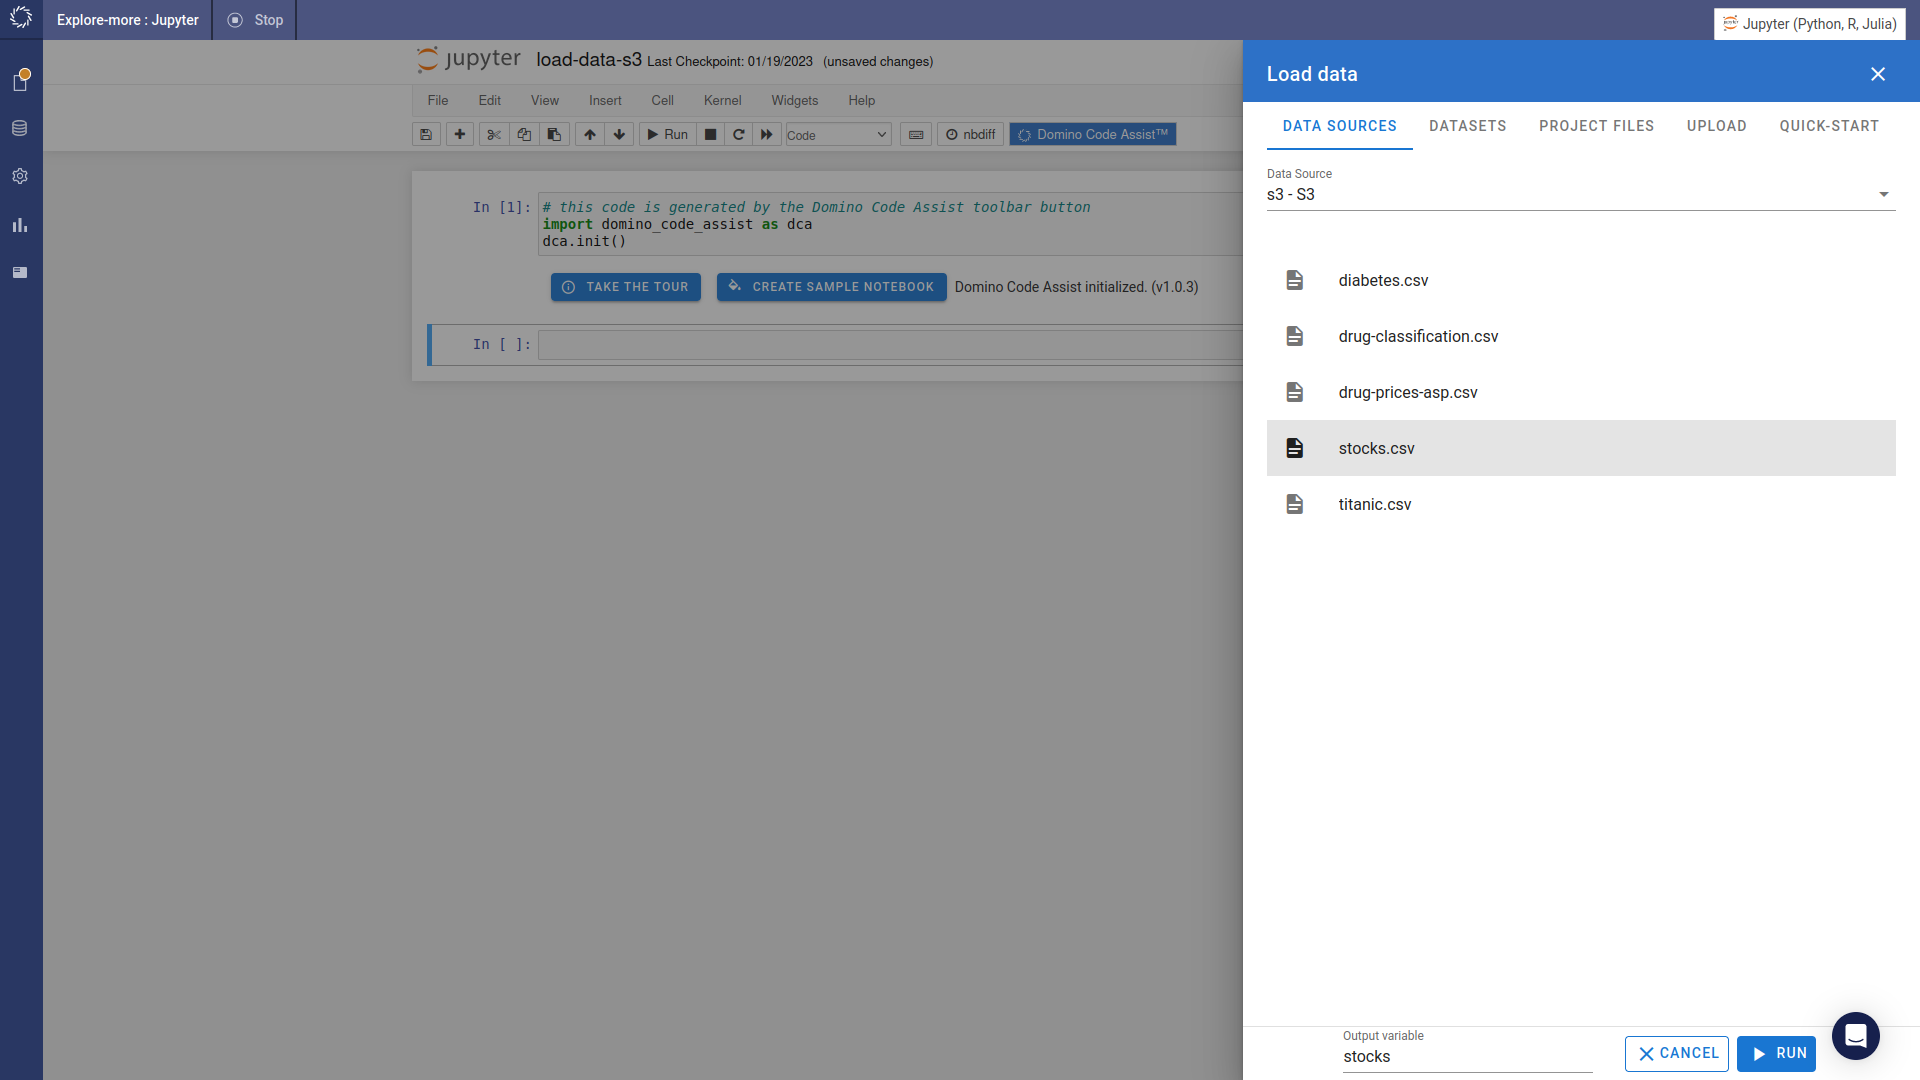 Explore-more : Jupyter
Stop
Jupyter (Python, R, Julia)
jupyter load-data-s3 Last Checkpoint: 01/19/2023 (unsaved changes)
File Edit View Insert Cell Kernel Widgets Help
Run Code nbdiff Domino Code Assist™
In [1]: # this code is generated by the Domino Code Assist toolbar button
import domino_code_assist as dca
dca.init()
TAKE THE TOUR CREATE SAMPLE NOTEBOOK Domino Code Assist initialized. (v1.0.3)
In [ ]:
Load data
DATA SOURCES DATASETS PROJECT FILES UPLOAD QUICK-START
Data Source
s3 - S3
diabetes.csv
drug-classification.csv
drug-prices-asp.csv
stocks.csv
titanic.csv
Output variable
stocks
CANCEL RUN